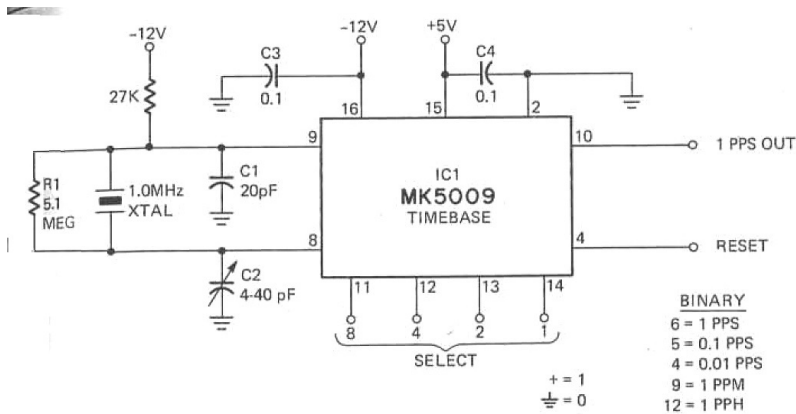 -12V
-12V
+5V
C3
C4
27K
0.1
0.1
16
15
2
9
10
1 PPS OUT
R1
5.1
MEG
1.0MHz
XTAL
C1
20pF
IC1
MK5009
TIMEBASE
8
4
RESET
C2
4-40 pF
11
12
13
14
8
4
2
1
SELECT
+ = 1
= 0
BINARY
6 = 1 PPS
5 = 0.1 PPS
4 = 0.01 PPS
9 = 1 PPM
12 = 1 PPH